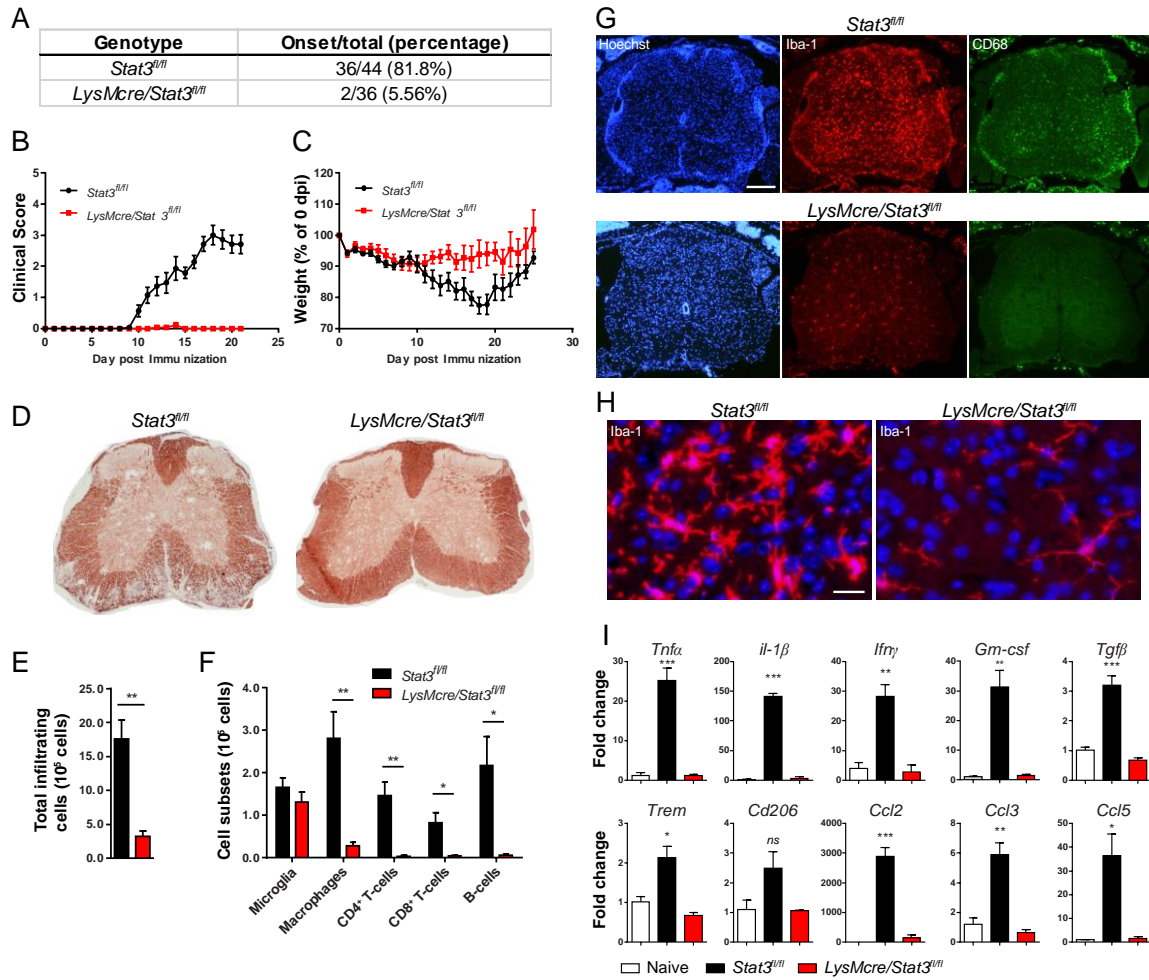 A
Genotype Onset/total (percentage)
Stat3fl/fl 36/44 (81.8%)
LysMcre/Stat3fl/fl 2/36 (5.56%)
B
Clinical Score
5
4
3
2
1
0
0 5 10 15 20 25
Day post Immu nization
Stat3fl/fl
LysMcre/Stat 3fl/fl
C
Weight (% of 0 dpi)
110
100
90
80
70
0 10 20 30
Day post Immu nization
Stat3fl/fl
LysMcre/Stat 3fl/fl
D
Stat3fl/fl LysMcre/Stat3fl/fl
E
Total infiltrating
cells (10⁵ cells)
25.0
20.0
15.0
10.0
5.0
0.0
**
F
Stat3fl/fl
LysMcre/Stat3fl/fl
Cell subsets (10⁵ cells)
4.0
3.0
2.0
1.0
0.0
** ** * *
Microglia
Macrophages
CD4⁺ T-cells
CD8⁺ T-cells
B-cells
G
Stat3fl/fl
Hoechst Iba-1 CD68
LysMcre/Stat3fl/fl
H
Stat3fl/fl LysMcre/Stat3fl/fl
Iba-1 Iba-1
I
Tnfα il-1β Ifnγ Gm-csf Tgfβ
*** *** ** ** ***
Fold change
30
20
10
0
200
150
100
50
0
40
30
20
10
0
40
30
20
10
0
4
3
2
1
0
Trem Cd206 Ccl2 Ccl3 Ccl5
* ns *** ** *
Fold change
3
2
1
0
4
3
2
1
0
4000
3000
2000
1000
0
8
6
4
2
0
50
40
30
20
10
0
Naive Stat3fl/fl LysMcre/Stat3fl/fl